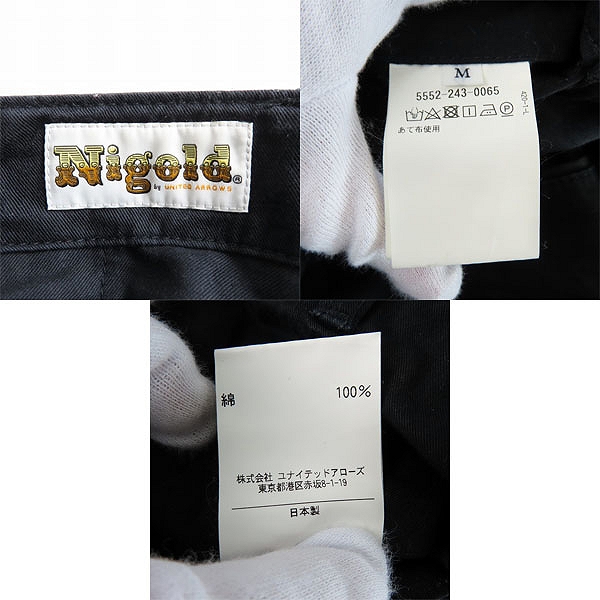 Nigold®
by UNITED ARROWS
M
5552-243-0065
あて布使用
綿 100%
株式会社 ユナイテッドアローズ
東京都港区赤坂8-1-19
日本製